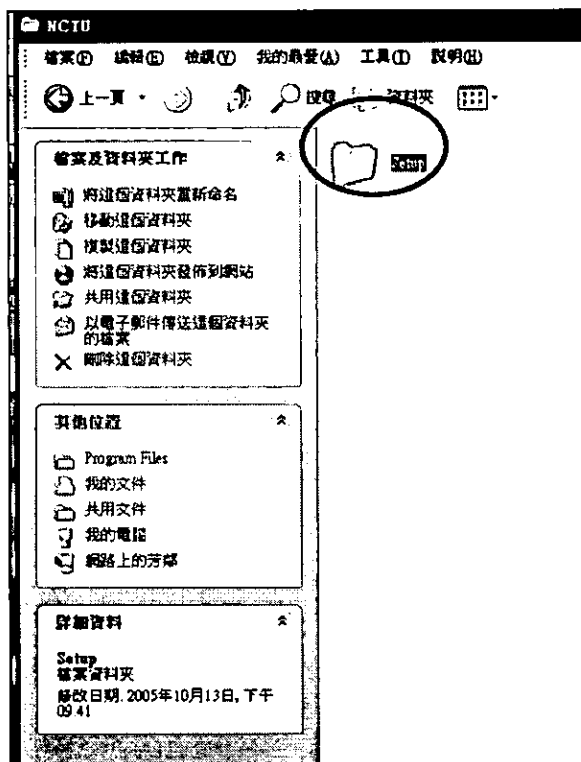 NCTU
檔案(F) 編輯(E) 檢視(V) 我的最愛(A) 工具(T) 說明(H)
上一頁 搜尋 資料夾
檔案及資料夾工作
Setup
將這個資料夾重新命名
移動這個資料夾
複製這個資料夾
將這個資料夾發佈到網站
共用這個資料夾
以電子郵件傳送這個資料夾
的檔案
刪除這個資料夾
其他位置
Program Files
我的文件
共用文件
我的電腦
網路上的芳鄰
詳細資料
Setup
檔案資料夾
修改日期: 2005年10月13日, 下午
09:41